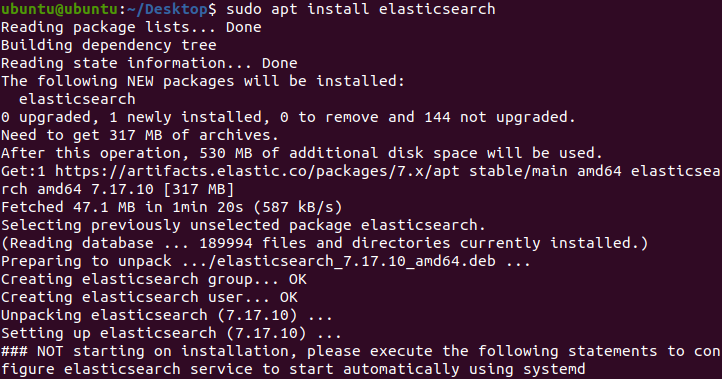 ubuntu@ubuntu:~/Desktop$ sudo apt install elasticsearch
Reading package lists... Done
Building dependency tree
Reading state information... Done
The following NEW packages will be installed:
  elasticsearch
0 upgraded, 1 newly installed, 0 to remove and 144 not upgraded.
Need to get 317 MB of archives.
After this operation, 530 MB of additional disk space will be used.
Get:1 https://artifacts.elastic.co/packages/7.x/apt stable/main amd64 elasticsea
rch amd64 7.17.10 [317 MB]
Fetched 47.1 MB in 1min 20s (587 kB/s)
Selecting previously unselected package elasticsearch.
(Reading database ... 189994 files and directories currently installed.)
Preparing to unpack .../elasticsearch_7.17.10_amd64.deb ...
Creating elasticsearch group... OK
Creating elasticsearch user... OK
Unpacking elasticsearch (7.17.10) ...
Setting up elasticsearch (7.17.10) ...
### NOT starting on installation, please execute the following statements to con
figure elasticsearch service to start automatically using systemd